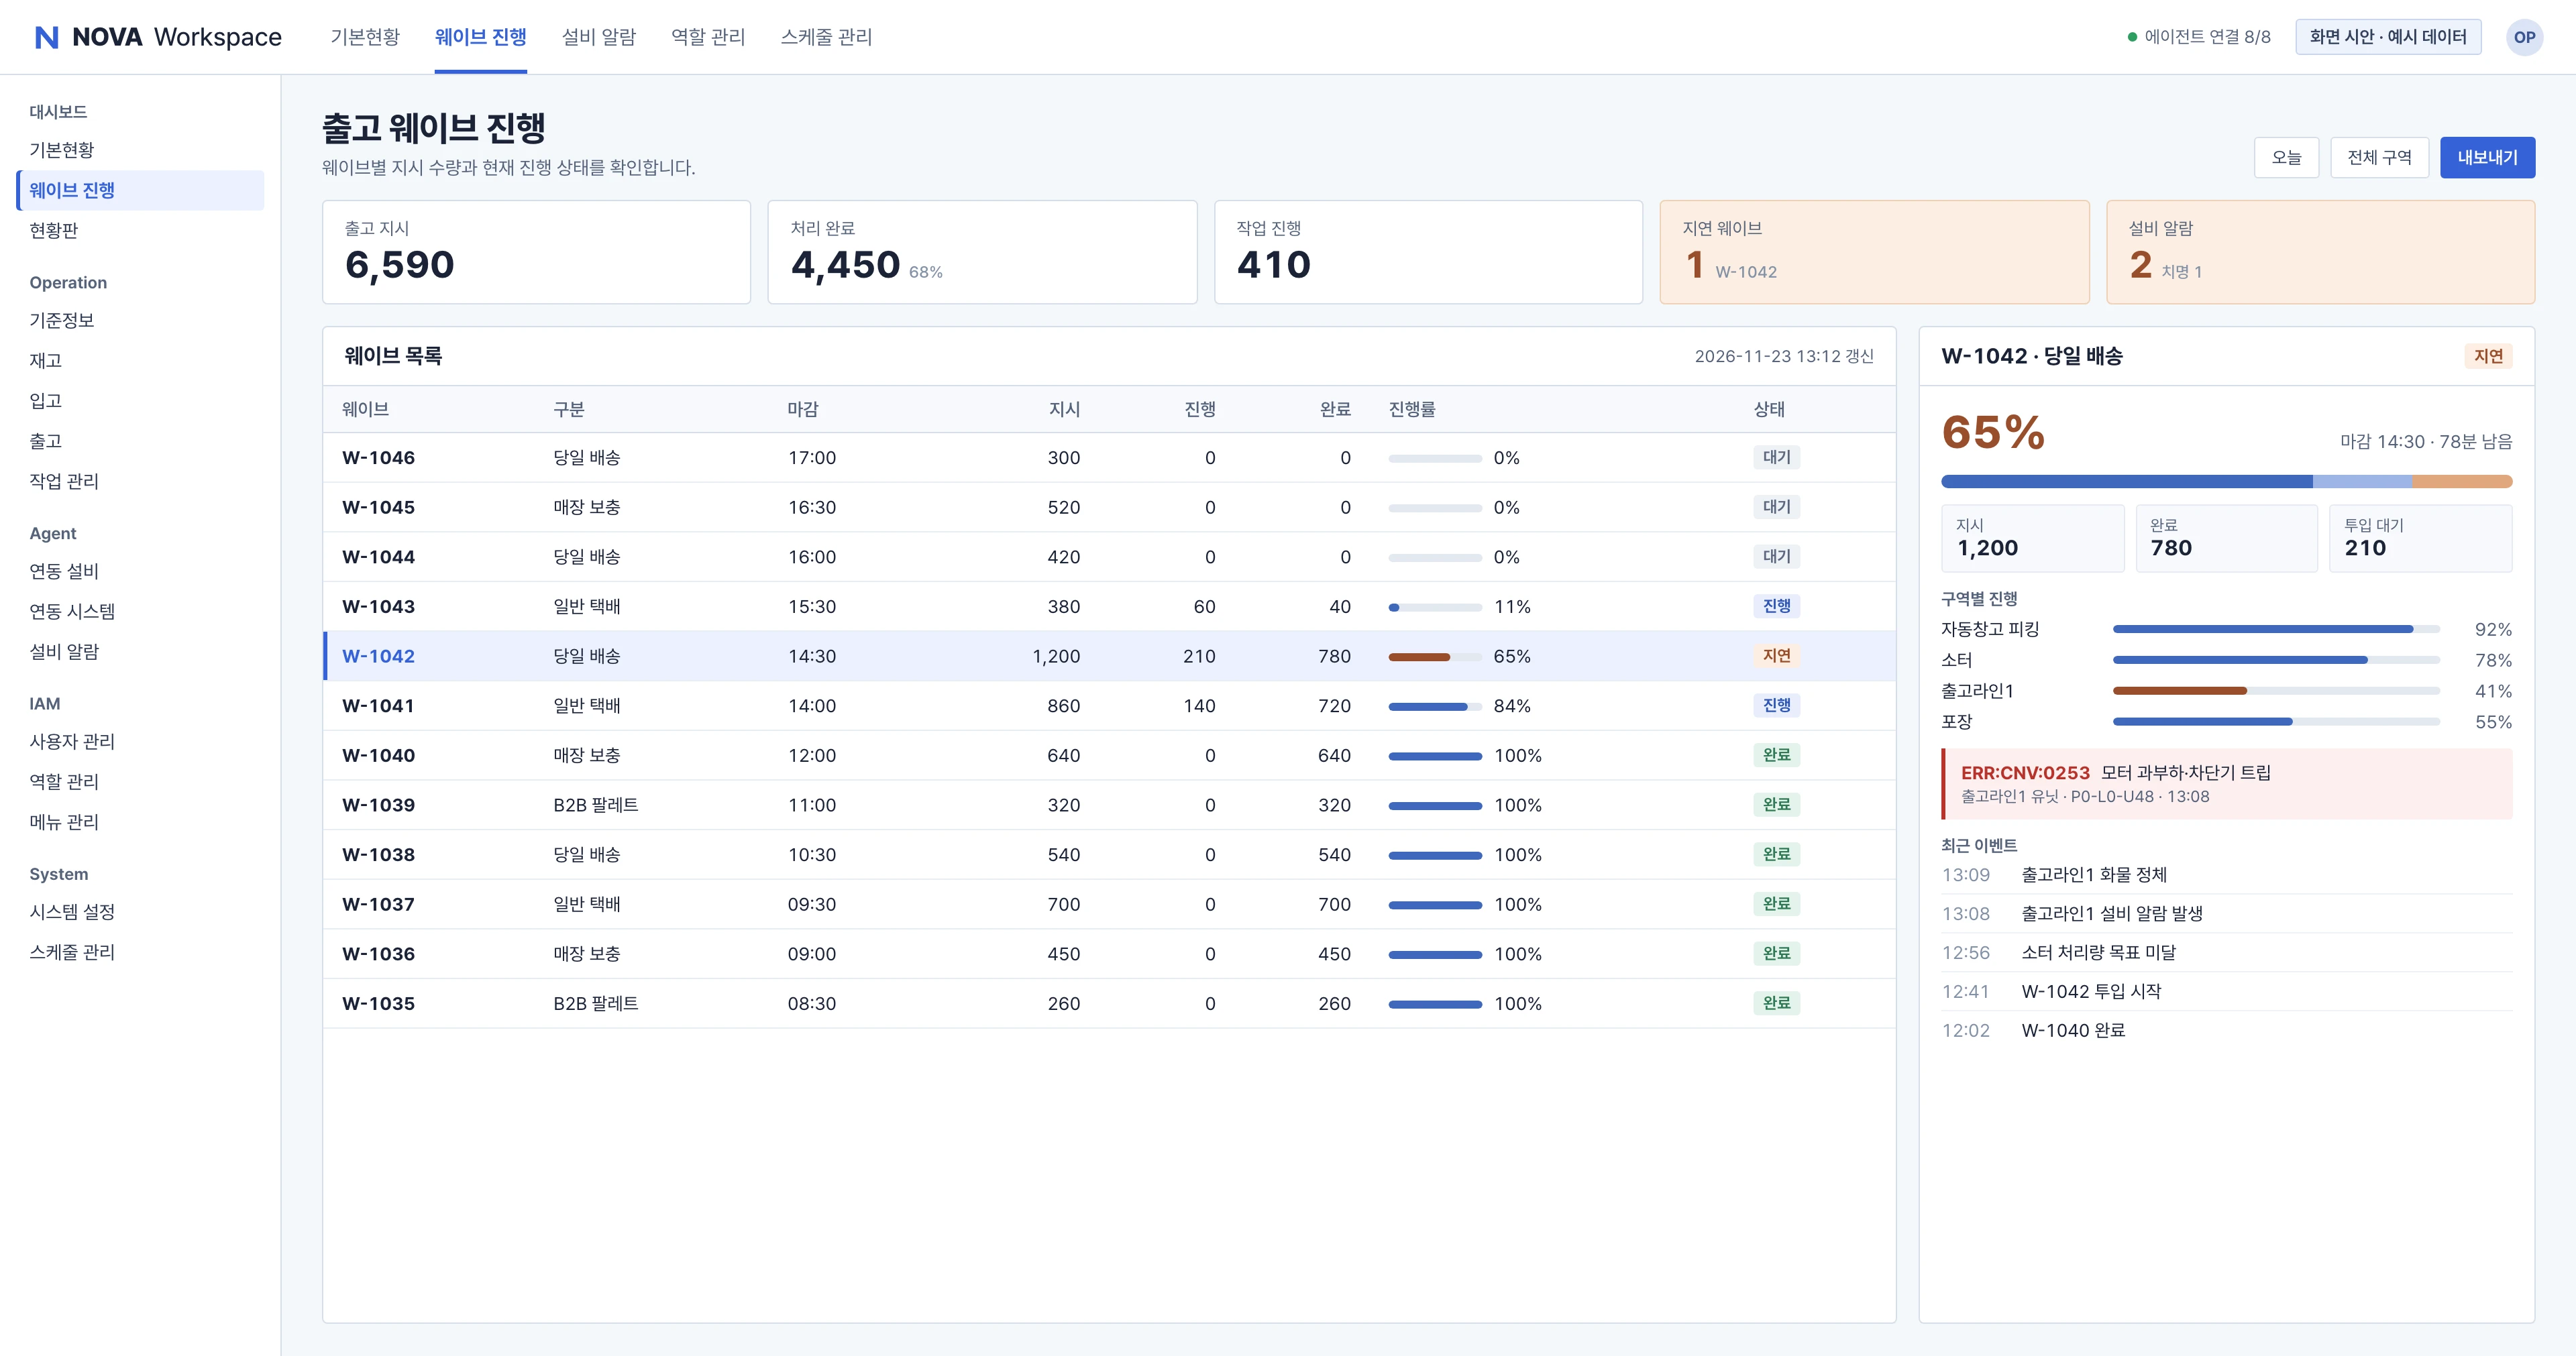 NOVA Workspace
기본현황 웨이브 진행 설비 알람 역할 관리 스케줄 관리
에이전트 연결 8/8 화면 시안 · 예시 데이터 OP
대시보드
기본현황
웨이브 진행
현황판
Operation
기준정보
재고
입고
출고
작업 관리
Agent
연동 설비
연동 시스템
설비 알람
IAM
사용자 관리
역할 관리
메뉴 관리
System
시스템 설정
스케줄 관리
출고 웨이브 진행
웨이브별 지시 수량과 현재 진행 상태를 확인합니다.
오늘 전체 구역 내보내기
출고 지시
6,590
처리 완료
4,450 68%
작업 진행
410
지연 웨이브
1 W-1042
설비 알람
2 치명 1
웨이브 목록 2026-11-23 13:12 갱신
웨이브 구분 마감 지시 진행 완료 진행률 상태
W-1046 당일 배송 17:00 300 0 0 0% 대기
W-1045 매장 보충 16:30 520 0 0 0% 대기
W-1044 당일 배송 16:00 420 0 0 0% 대기
W-1043 일반 택배 15:30 380 60 40 11% 진행
W-1042 당일 배송 14:30 1,200 210 780 65% 지연
W-1041 일반 택배 14:00 860 140 720 84% 진행
W-1040 매장 보충 12:00 640 0 640 100% 완료
W-1039 B2B 팔레트 11:00 320 0 320 100% 완료
W-1038 당일 배송 10:30 540 0 540 100% 완료
W-1037 일반 택배 09:30 700 0 700 100% 완료
W-1036 매장 보충 09:00 450 0 450 100% 완료
W-1035 B2B 팔레트 08:30 260 0 260 100% 완료
W-1042 · 당일 배송 지연
65% 마감 14:30 · 78분 남음
지시
1,200
완료
780
투입 대기
210
구역별 진행
자동창고 피킹 92%
소터 78%
출고라인1 41%
포장 55%
ERR:CNV:0253 모터 과부하·차단기 트립
출고라인1 유닛 · P0-L0-U48 · 13:08
최근 이벤트
13:09 출고라인1 화물 정체
13:08 출고라인1 설비 알람 발생
12:56 소터 처리량 목표 미달
12:41 W-1042 투입 시작
12:02 W-1040 완료